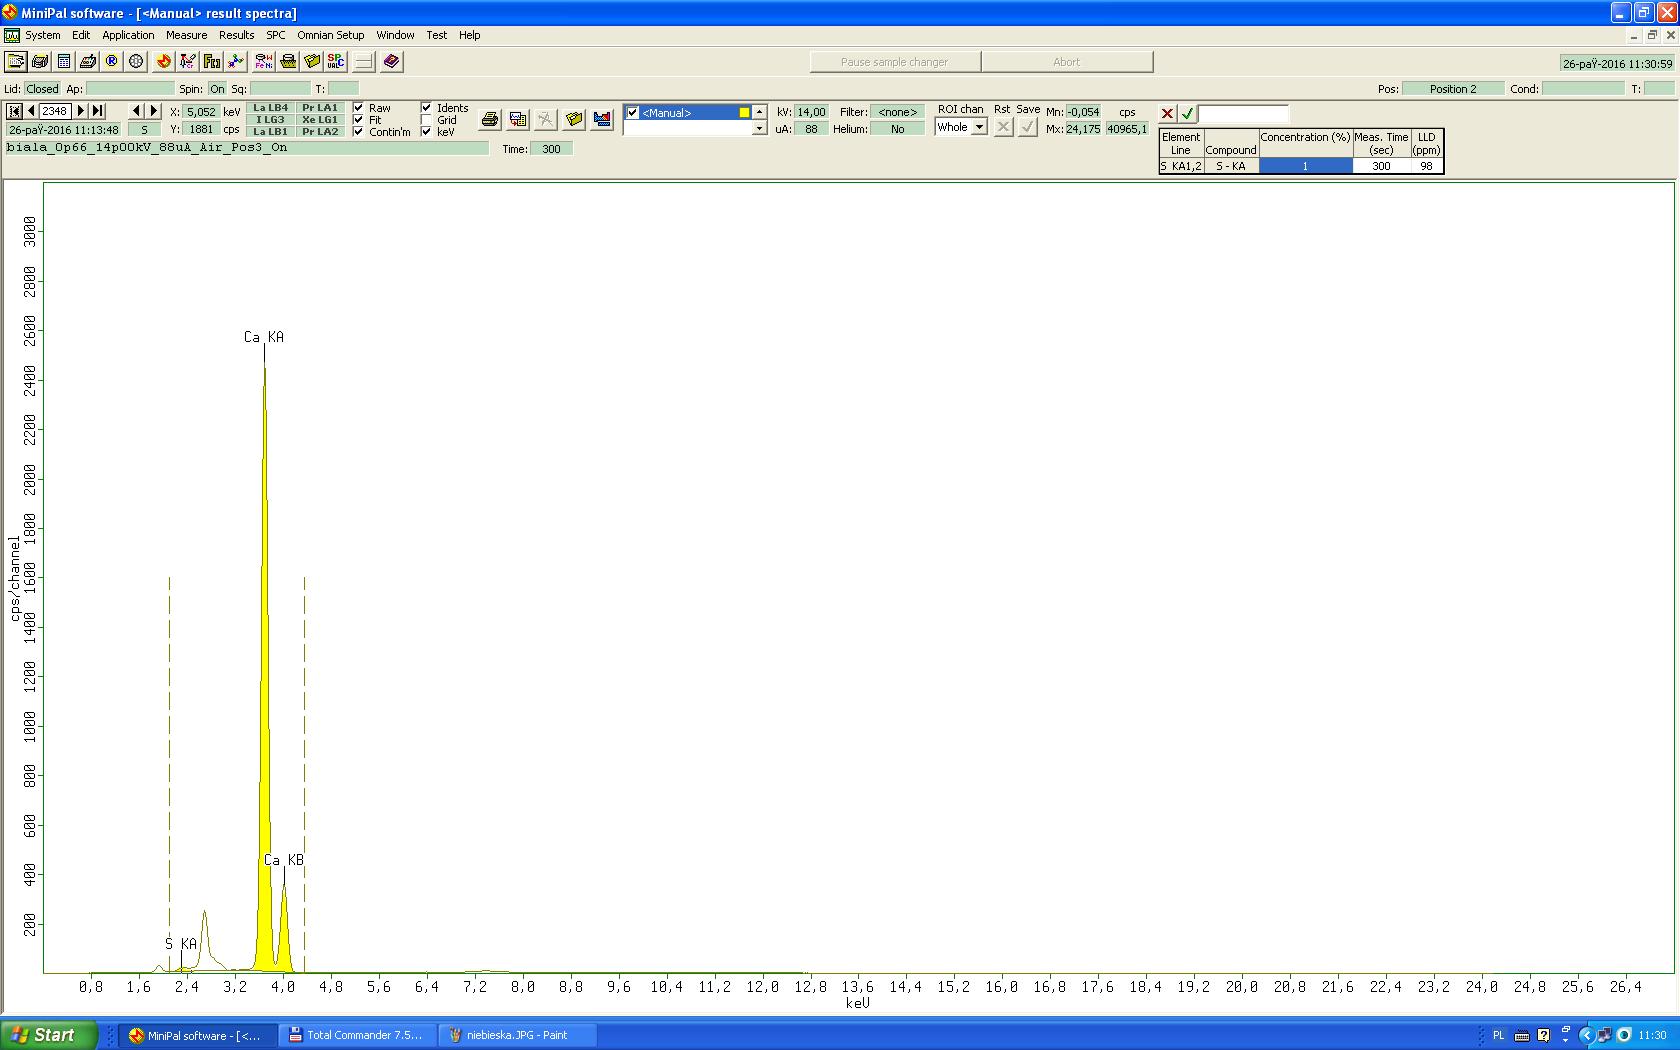 MiniPal software - [<Manual> result spectra]
System Edit Application Measure Results SPC Omnian Setup Window Test Help
Pause sample changer Abort 26-paŸ-2016 11:30:59
Lid: Closed Ap: Spin: On Sq: T: Pos: Position 2 Cond: T:
2348 X: 5,052 keV La LB4 Pr LA1 Raw Idents <Manual> kV: 14,00 Filter: <none> ROI chan Rst Save Mn: -0,054 cps
26-paŸ-2016 11:13:48 S Y: 1881 cps I LG3 Xe LG1 Fit Grid uA: 88 Helium: No Whole Mx: 24,175 40965,1
La LB1 Pr LA2 Contin'm keV
biala_Op66_14p00kV_88uA_Air_Pos3_On Time: 300
Element Line Compound Concentration (%) Meas. Time (sec) LLD (ppm)
S KA1,2 S - KA 1 300 98
3000
2800
2600
2400
2200
2000
1800
1600
1400
1200
1000
800
600
400
200
cps/channel
Ca KA
Ca KB
S KA
0,8 1,6 2,4 3,2 4,0 4,8 5,6 6,4 7,2 8,0 8,8 9,6 10,4 11,2 12,0 12,8 13,6 14,4 15,2 16,0 16,8 17,6 18,4 19,2 20,0 20,8 21,6 22,4 23,2 24,0 24,8 25,6 26,4
keV
Start MiniPal software - [<... Total Commander 7.5... niebieska.JPG - Paint PL 11:30